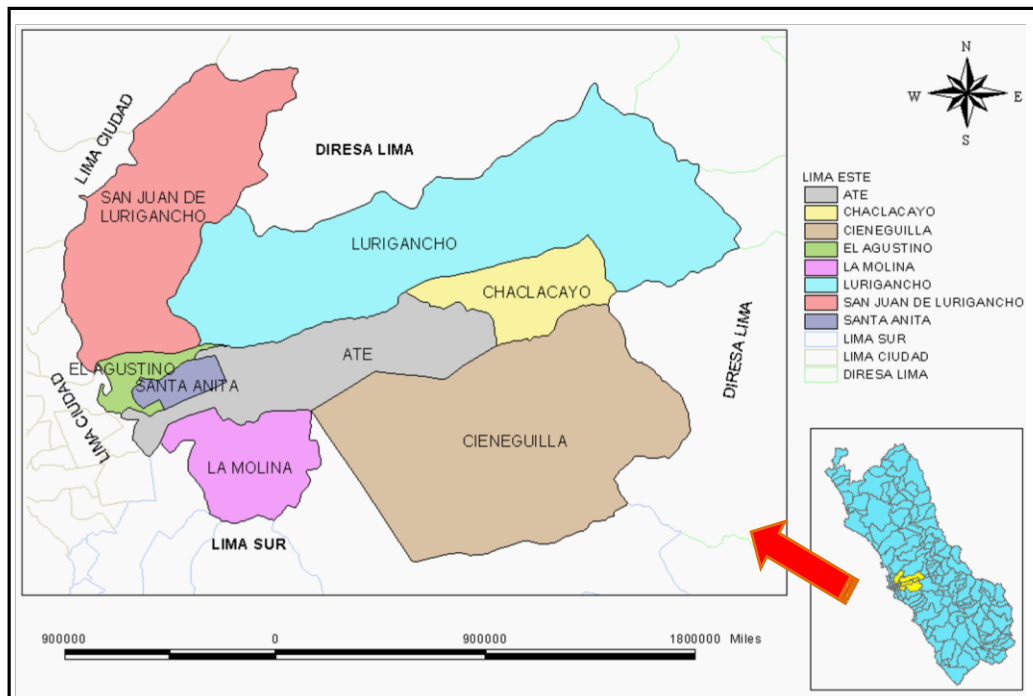 LIMA CIUDAD
DIRESA LIMA
SAN JUAN DE
LURIGANCHO
LURIGANCHO
CHACLACAYO
ATE
EL AGUSTINO
SANTA ANITA
LIMA CIUDAD
LA MOLINA
CIENEGUILLA
DIRESA LIMA
LIMA SUR
N
W
E
S
LIMA ESTE
ATE
CHACLACAYO
CIENEGUILLA
EL AGUSTINO
LA MOLINA
LURIGANCHO
SAN JUAN DE LURIGANCHO
SANTA ANITA
LIMA SUR
LIMA CIUDAD
DIRESA LIMA
900000 0 900000 1800000 Miles